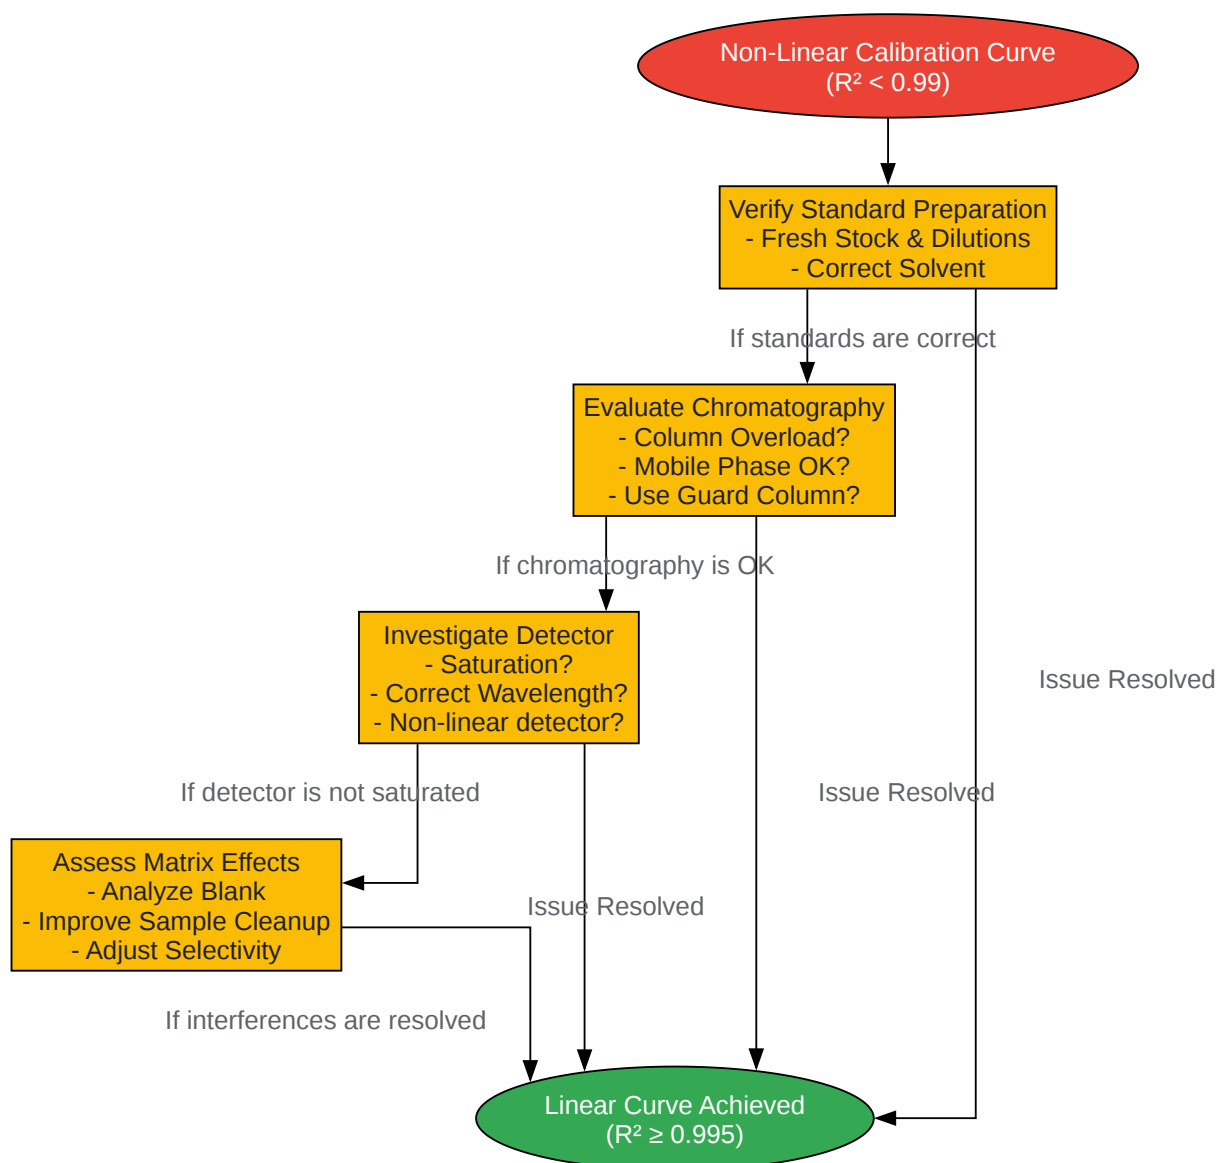 Non-Linear Calibration Curve
(R² < 0.99)
Verify Standard Preparation
- Fresh Stock & Dilutions
- Correct Solvent
If standards are correct
Evaluate Chromatography
- Column Overload?
- Mobile Phase OK?
- Use Guard Column?
If chromatography is OK
Investigate Detector
- Saturation?
- Correct Wavelength?
- Non-linear detector?
Issue Resolved
If detector is not saturated
Issue Resolved
Assess Matrix Effects
- Analyze Blank
- Improve Sample Cleanup
- Adjust Selectivity
Issue Resolved
If interferences are resolved
Linear Curve Achieved
(R² ≥ 0.995)